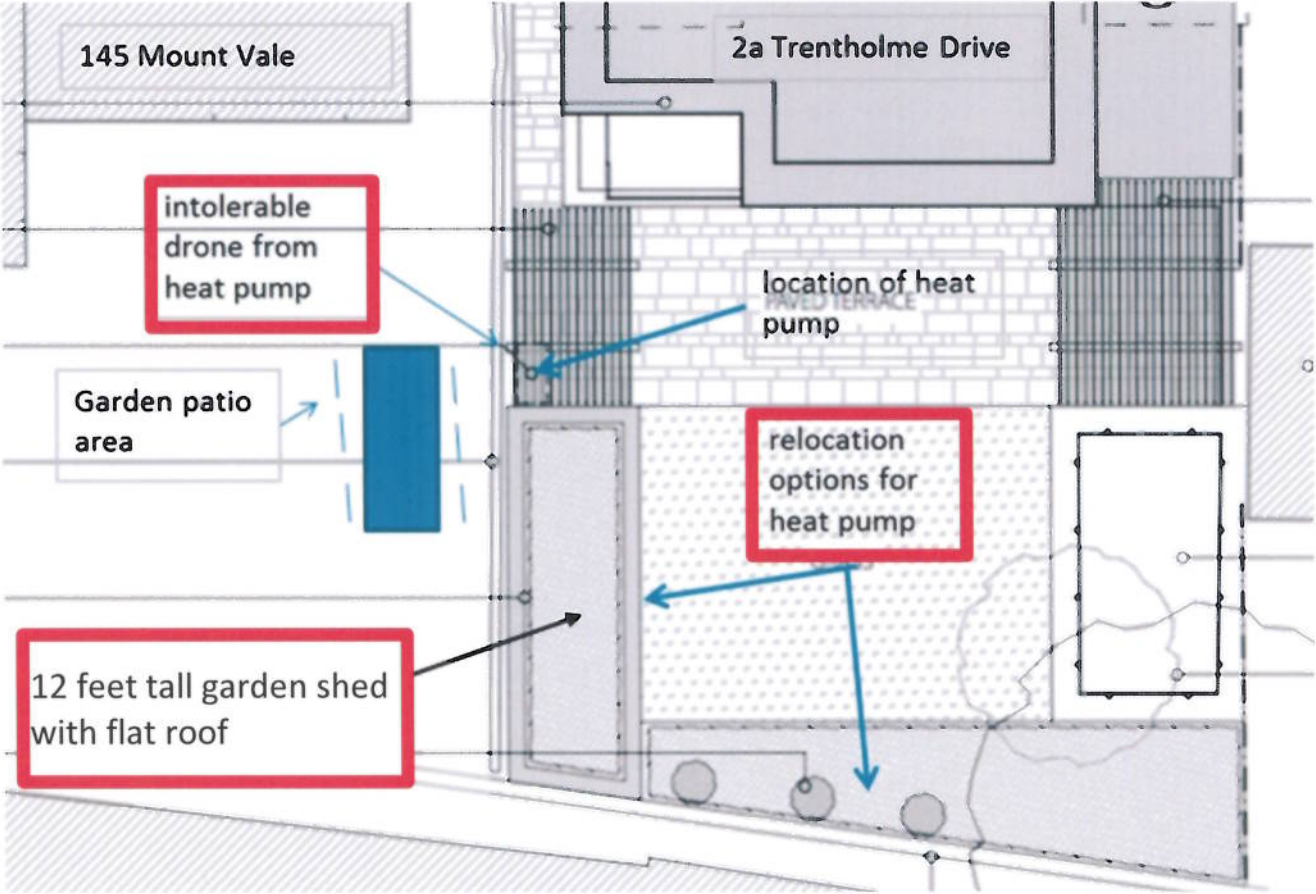 145 Mount Vale
2a Trentholme Drive
intolerable
drone from
heat pump
location of heat
PAVED TERRACE
pump
Garden patio
area
relocation
options for
heat pump
12 feet tall garden shed
with flat roof